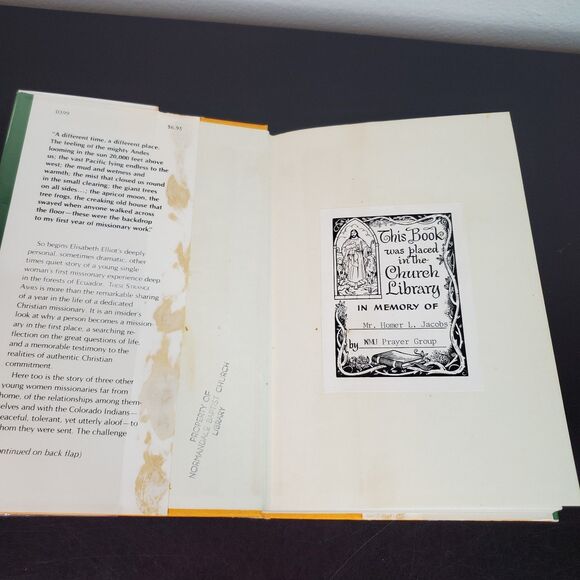 0399
$6.95
"A different time, a different place.
The feeling of the mighty Andes
looming in the sun 20,000 feet above
us; the vast Pacific lying endless to the
west; the mud and wetness and
warmth; the mist that closed us round
in the small clearing; the giant trees
on all sides...; the apricot moon, the
tree frogs, the creaking old house that
swayed when anyone walked across
the floor—these were the backdrop
to my first year of missionary work."
So begins Elisabeth Elliot's deeply
personal, sometimes dramatic, other
times quiet story of a young single
woman's first missionary experience deep
in the forests of Ecuador. THESE STRANGE
ASHES is more than the remarkable sharing
of a year in the life of a dedicated
Christian missionary. It is an insider's
look at why a person becomes a mission-
ary in the first place, a searching re-
flection on the great questions of life,
and a memorable testimony to the
realities of authentic Christian
commitment.
Here too is the story of three other
young women missionaries far from
home, of the relationships among them-
selves and with the Colorado Indians—
peaceful, tolerant, yet utterly aloof—to
whom they were sent. The challenge
continued on back flap)
PROPERTY OF
NORMANDALE BAPTIST CHURCH
LIBRARY
This Book
was placed
in the
Church
Library
IN MEMORY OF
Mr. Homer L. Jacobs
by WMU Prayer Group